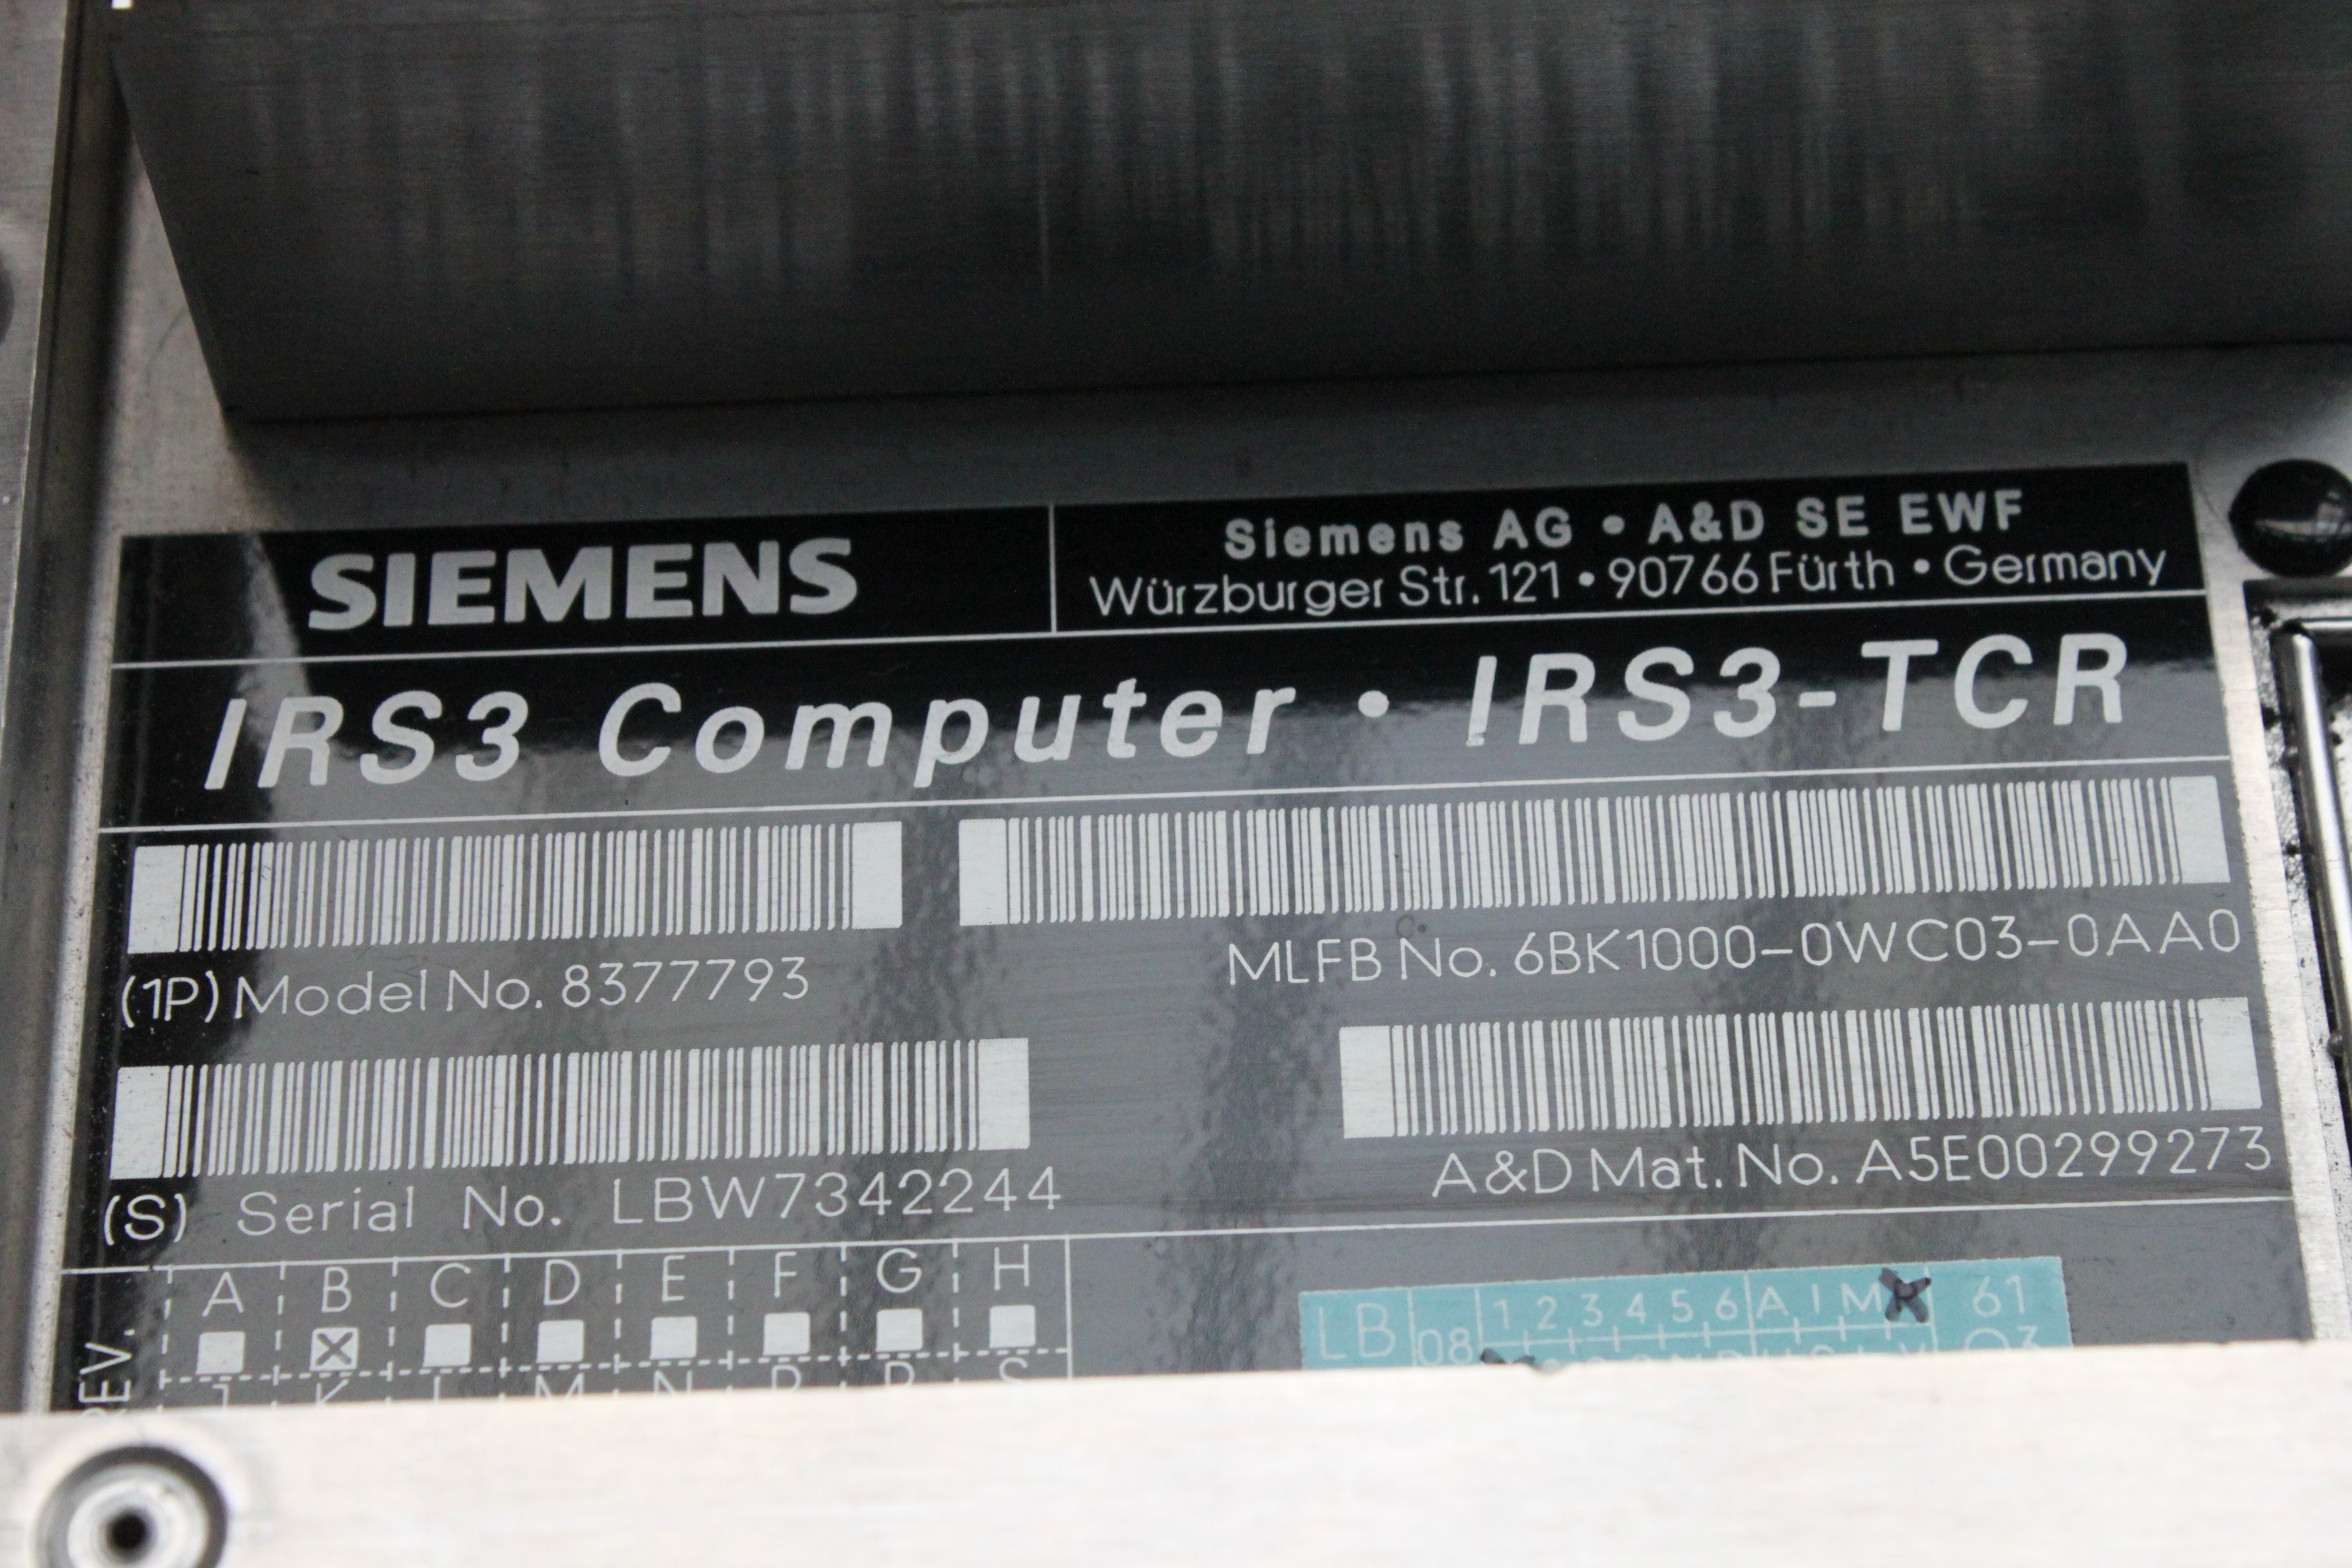 SIEMENS
Siemens AG • A&D SE EWF
Würzburger Str. 121 • 90766 Fürth • Germany
IRS3 Computer • IRS3-TCR
(1P) Model No. 8377793
MLFB No. 6BK1000-0WC03-0AA0
(S) Serial No. LBW7342244
A&D Mat. No. A5E00299273
A B C D E F G H
LB 08 1 2 3 4 5 6 A I M 61